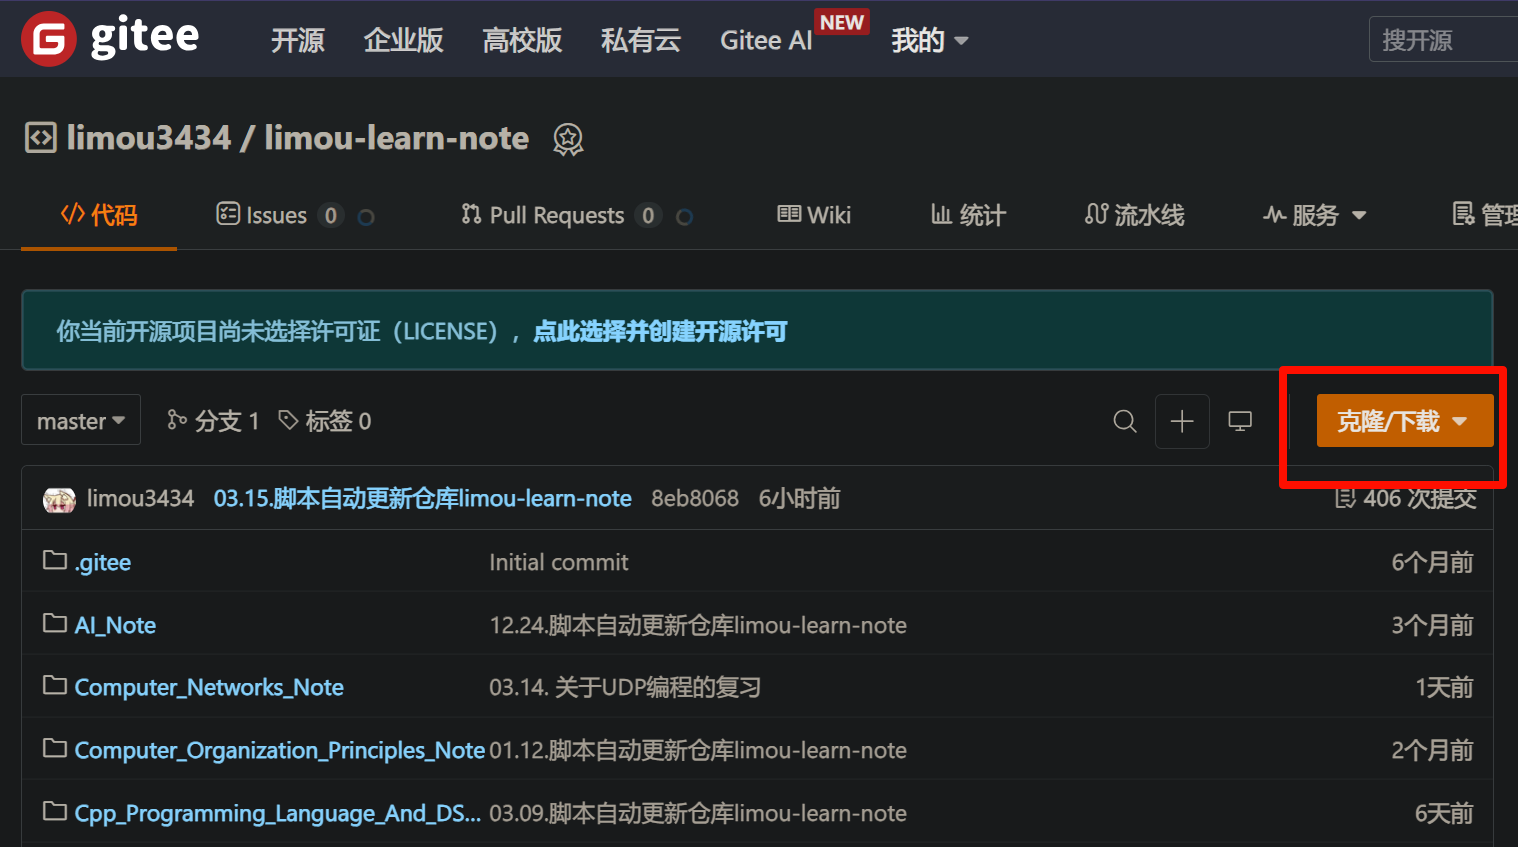 gitee 开源 企业版 高校版 私有云 Gitee AI NEW 我的 搜开源
limou3434 / limou-learn-note
代码 Issues 0 Pull Requests 0 Wiki 统计 流水线 服务 管理
你当前开源项目尚未选择许可证（LICENSE），点此选择并创建开源许可
master 分支 1 标签 0 克隆/下载
limou3434 03.15.脚本自动更新仓库limou-learn-note 8eb8068 6小时前 406 次提交
.gitee Initial commit 6个月前
AI_Note 12.24.脚本自动更新仓库limou-learn-note 3个月前
Computer_Networks_Note 03.14. 关于UDP编程的复习 1天前
Computer_Organization_Principles_Note 01.12.脚本自动更新仓库limou-learn-note 2个月前
Cpp_Programming_Language_And_DS... 03.09.脚本自动更新仓库limou-learn-note 6天前